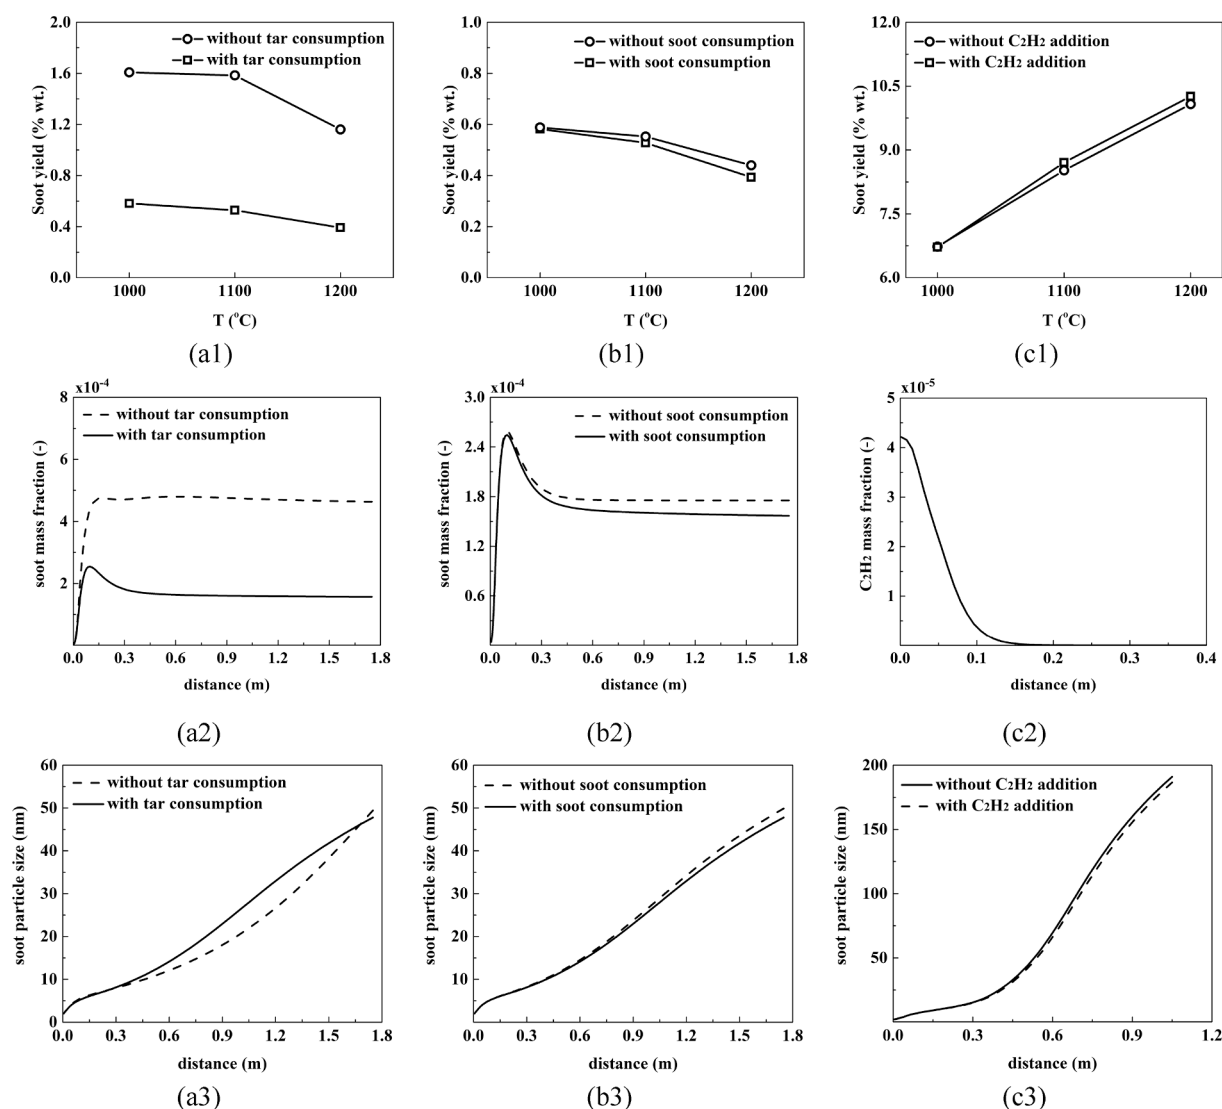 2.0
1.6
1.2
0.8
0.4
0.0
Soot yield (% wt.)
without tar consumption
with tar consumption
1000 1100 1200
T (°C)
(a1)
1.0
0.8
0.6
0.4
0.2
0.0
Soot yield (% wt.)
without soot consumption
with soot consumption
1000 1100 1200
T (°C)
(b1)
12.0
10.5
9.0
7.5
6.0
Soot yield (% wt.)
without C₂H₂ addition
with C₂H₂ addition
1000 1100 1200
T (°C)
(c1)
x10⁻⁴
8
6
4
2
soot mass fraction (-)
without tar consumption
with tar consumption
0.0 0.3 0.6 0.9 1.2 1.5 1.8
distance (m)
(a2)
x10⁻⁴
3.0
2.4
1.8
1.2
0.6
soot mass fraction (-)
without soot consumption
with soot consumption
0.0 0.3 0.6 0.9 1.2 1.5 1.8
distance (m)
(b2)
x10⁻⁵
5
4
3
2
1
C₂H₂ mass fraction (-)
0.0 0.1 0.2 0.3 0.4
distance (m)
(c2)
60
50
40
30
20
10
0
soot particle size (nm)
without tar consumption
with tar consumption
0.0 0.3 0.6 0.9 1.2 1.5 1.8
distance (m)
(a3)
60
50
40
30
20
10
0
soot particle size (nm)
without soot consumption
with soot consumption
0.0 0.3 0.6 0.9 1.2 1.5 1.8
distance (m)
(b3)
200
150
100
50
0
soot particle size (nm)
without C₂H₂ addition
with C₂H₂ addition
0.0 0.3 0.6 0.9 1.2
distance (m)
(c3)